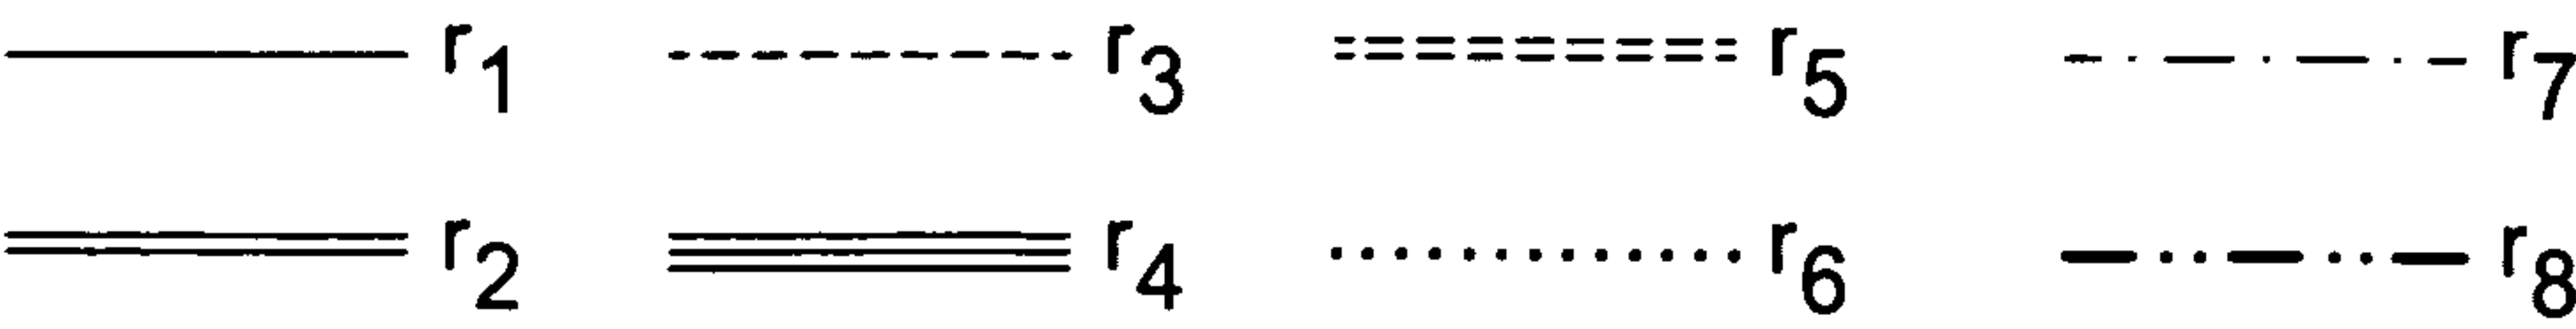 r₁ r₃ r₅ r₇
r₂ r₄ r₆ r₈